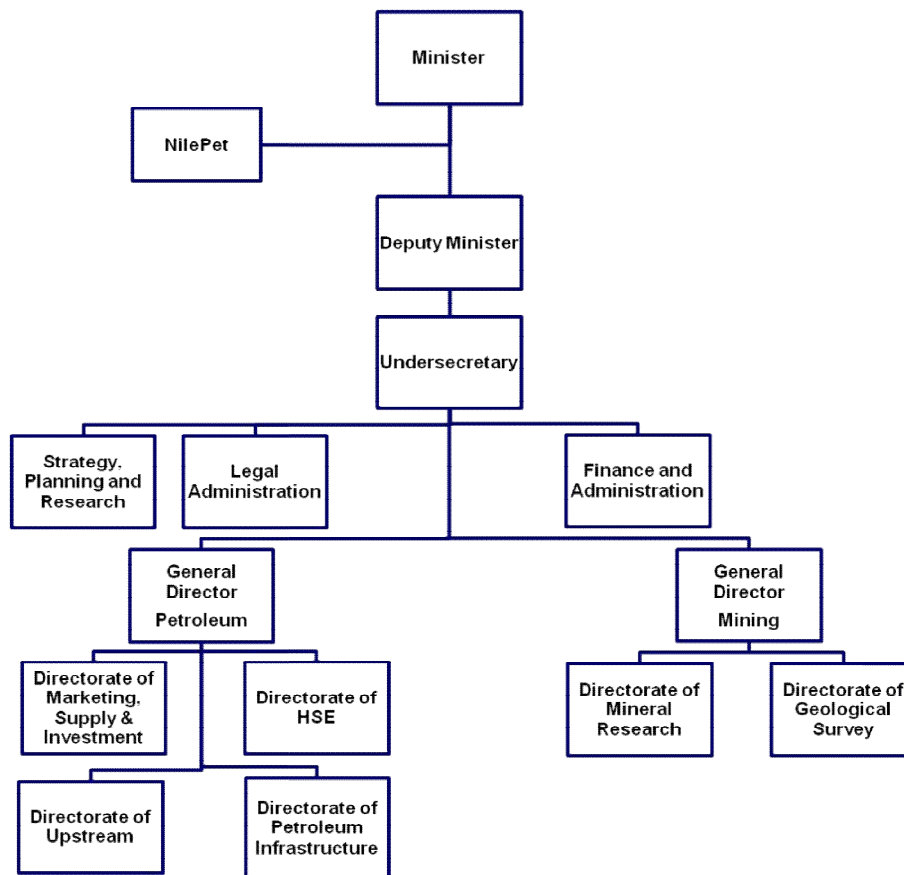 Minister
NilePet
Deputy Minister
Undersecretary
Strategy,
Planning and
Research
Legal
Administration
Finance and
Administration
General
Director
Petroleum
General
Director
Mining
Directorate of
Marketing,
Supply &
Investment
Directorate of
HSE
Directorate of
Mineral
Research
Directorate of
Geological
Survey
Directorate of
Upstream
Directorate of
Petroleum
Infrastructure